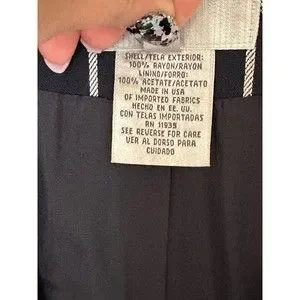 SHELL/TELA EXTERIOR:
100% RAYON/RAYON
LINING/FORRO:
100% ACETATE/ACETATO
MADE IN USA
OF IMPORTED FABRICS
HECHO EN EE. UU.
CON TELAS IMPORTADAS
RN 11935
SEE REVERSE FOR CARE
VER AL DORSO PARA
CUIDADO